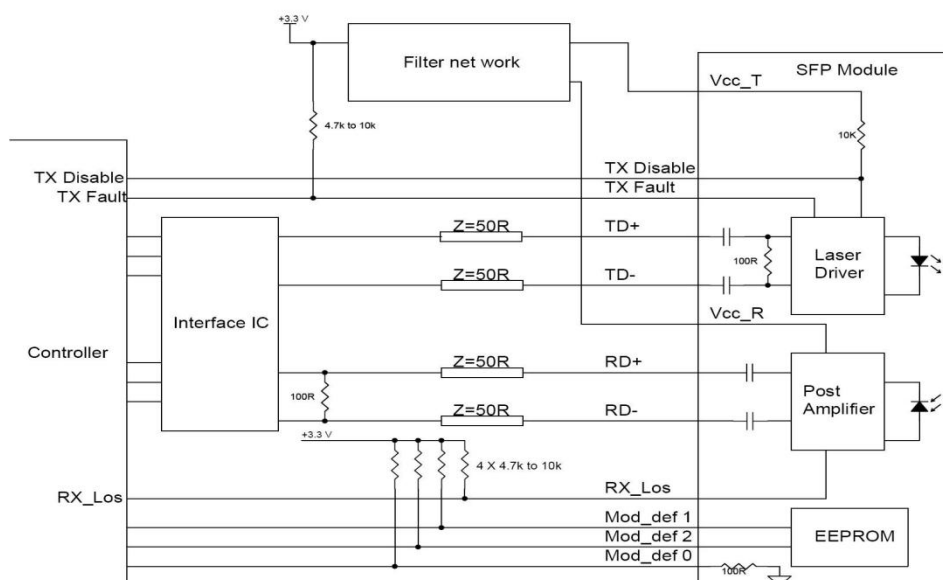 +3.3 V
Filter net work
SFP Module
Vcc_T
4.7k to 10k
10K
TX Disable
TX Disable
TX Fault
TX Fault
Z=50R
TD+
Laser
Driver
100R
Z=50R
TD-
Interface IC
Vcc_R
Controller
Z=50R
RD+
Post
Amplifier
100R
Z=50R
RD-
+3.3 V
4 X 4.7k to 10k
RX_Los
RX_Los
Mod_def 1
EEPROM
Mod_def 2
Mod_def 0
100R